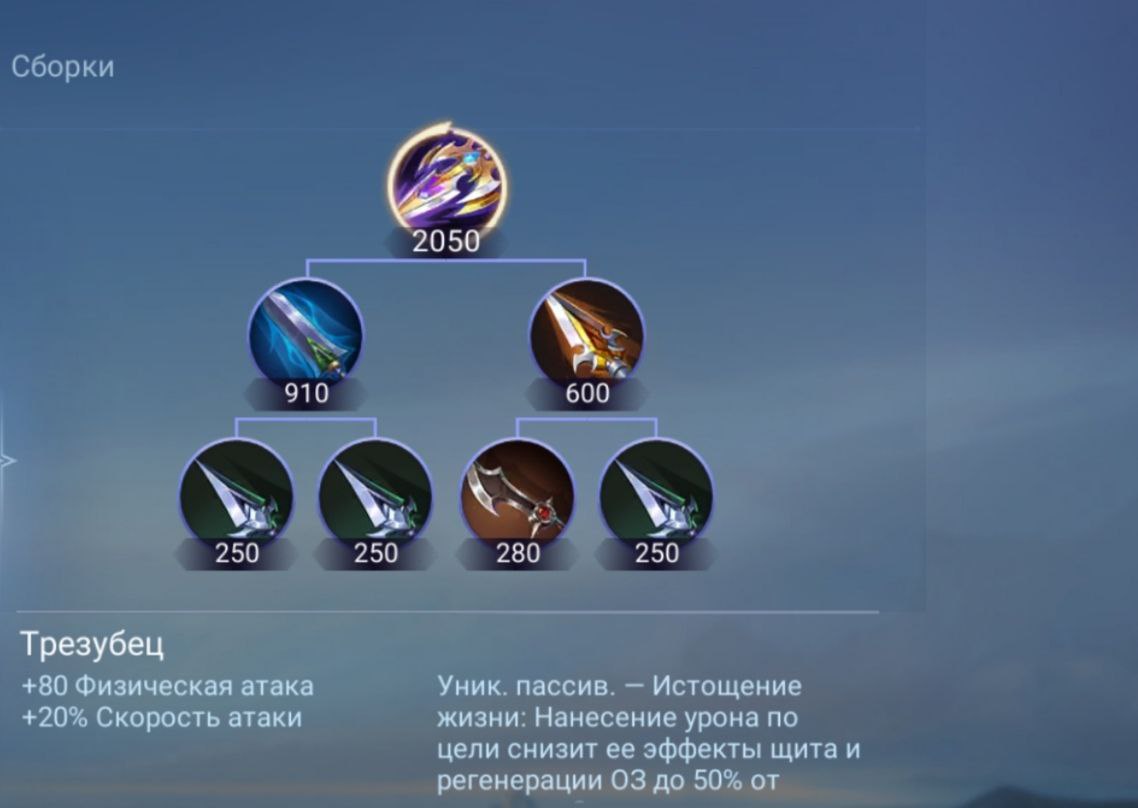 Сборки
2050
910
600
250
250
280
250
Трезубец
+80 Физическая атака
+20% Скорость атаки
Уник. пассив. — Истощение
жизни: Нанесение урона по
цели снизит ее эффекты щита и
регенерации ОЗ до 50% от